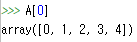 >>> A[0]
array([0, 1, 2, 3, 4])